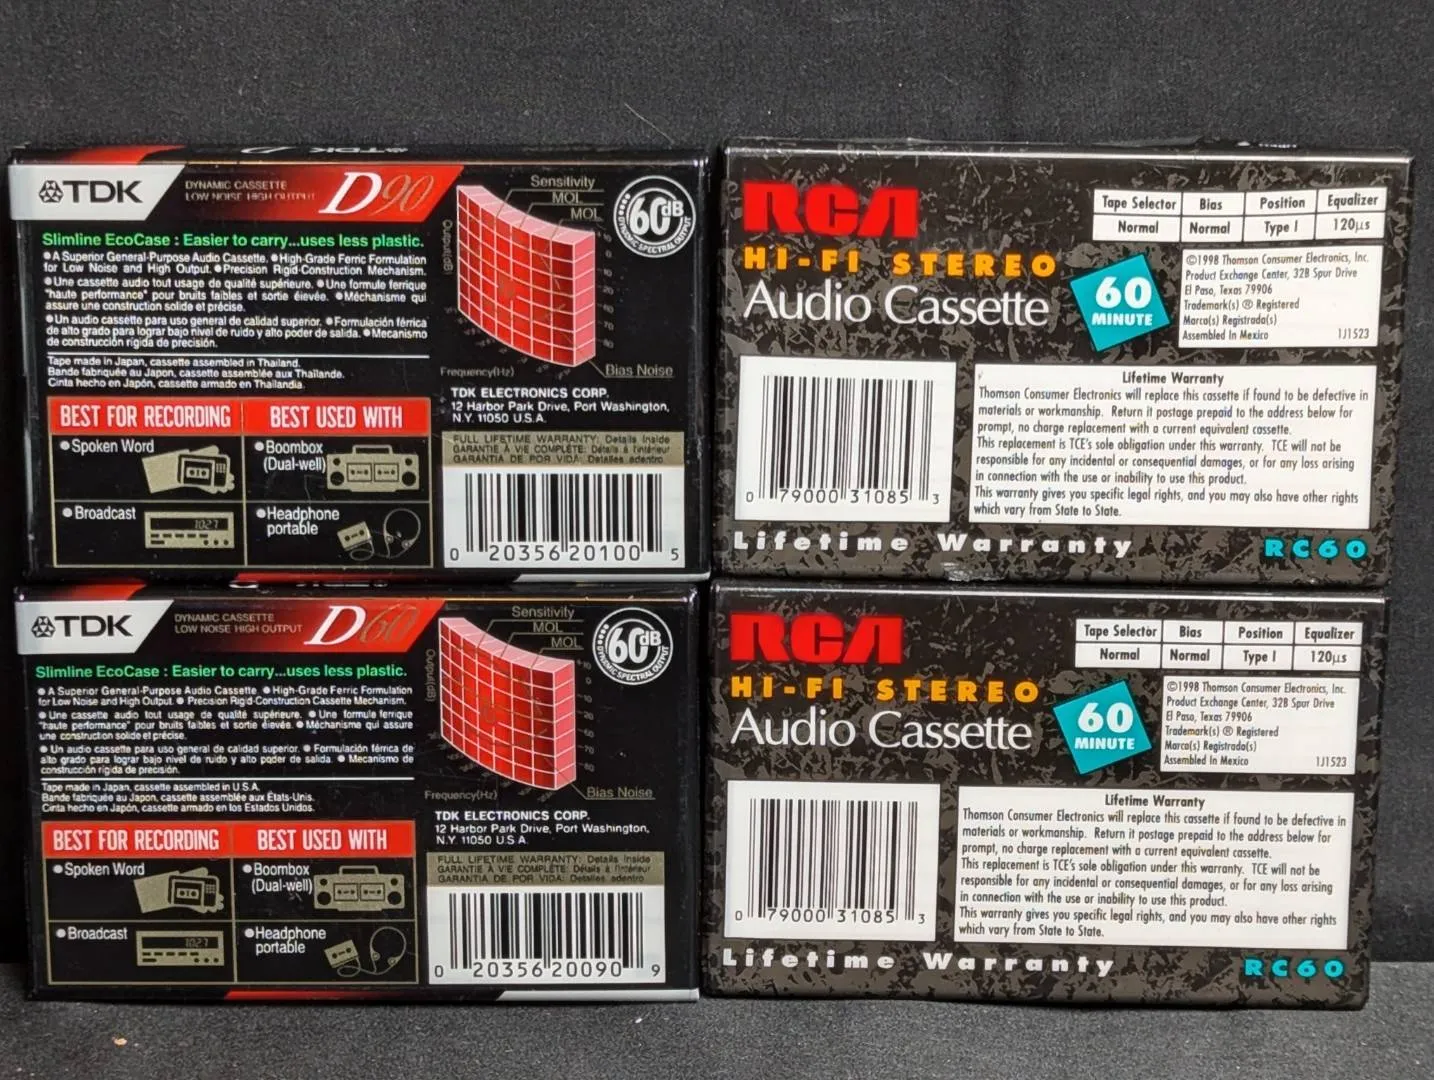 TDK
DYNAMIC CASSETTE
LOW NOISE HIGH OUTPUT
D90
Slimline EcoCase : Easier to carry...uses less plastic.
●A Superior General-Purpose Audio Cassette. ●High-Grade Ferric Formulation
for Low Noise and High Output. ●Precision Rigid-Construction Mechanism.
●Une cassette audio tout usage de qualité supérieure. ●Une formule ferrique
"haute performance" pour bruits faibles et sortie élevée. ●Méchanisme qui
assure une construction solide et précise.
●Un audio cassette para uso general de calidad superior. ●Formulación férrica
de alto grado para lograr bajo nivel de ruido y alto poder de salida. ●Mecanismo
de construcción rigida de precisión.
Tape made in Japan, cassette assembled in Thailand.
Bande fabriquée au Japon, cassette assemblée aux Thaïlande.
Cinta hecho en Japón, cassette armado en Thailandia.
BEST FOR RECORDING
BEST USED WITH
●Spoken Word
●Boombox
(Dual-well)
●Broadcast
102.7
●Headphone
portable
Sensitivity
MOL
MOL
Output(dB)
Frequency(Hz)
Bias Noise
60dB
DYNAMIC SPECTRAL OUTPUT
TDK ELECTRONICS CORP.
12 Harbor Park Drive, Port Washington,
N.Y. 11050 U.S.A.
FULL LIFETIME WARRANTY: Details Inside
GARANTIE À VIE COMPLÈTE: Détails à l'intérieur
GARANTIA DE POR VIDA: Detalles adentro
0 20356 20100 5
RCA
HI-FI STEREO
Audio Cassette
60
MINUTE
Tape Selector Bias Position Equalizer
Normal Normal Type I 120µs
©1998 Thomson Consumer Electronics, Inc.
Product Exchange Center, 32B Spur Drive
El Paso, Texas 79906
Trademark(s) ® Registered
Marca(s) Registrada(s)
Assembled In Mexico 1J1523
0 79000 31085 3
Lifetime Warranty
Thomson Consumer Electronics will replace this cassette if found to be defective in
materials or workmanship. Return it postage prepaid to the address below for
prompt, no charge replacement with a current equivalent cassette.
This replacement is TCE's sole obligation under this warranty. TCE will not be
responsible for any incidental or consequential damages, or for any loss arising
in connection with the use or inability to use this product.
This warranty gives you specific legal rights, and you may also have other rights
which vary from State to State.
Lifetime Warranty
RC60
TDK
DYNAMIC CASSETTE
LOW NOISE HIGH OUTPUT
D60
Slimline EcoCase : Easier to carry...uses less plastic.
● A Superior General-Purpose Audio Cassette. ● High-Grade Ferric Formulation
for Low Noise and High Output. ● Precision Rigid-Construction Cassette Mechanism.
● Une cassette audio tout usage de qualité supérieure. ● Une formule ferrique
"haute performance" pour bruits faibles et sortie élevée. ● Méchanisme qui assure
une construction solide et précise.
● Un audio cassette para uso general de calidad superior. ● Formulación férrica de
alto grado para lograr bajo nivel de ruido y alto poder de salida. ● Mecanismo de
construcción rigida de precisión.
Tape made in Japan, cassette assembled in U.S.A.
Bande fabriquée au Japon, cassette assemblée aux États-Unis.
Cinta hecho en Japón, cassette armado en los Estados Unidos.
BEST FOR RECORDING
BEST USED WITH
●Spoken Word
●Boombox
(Dual-well)
●Broadcast
102.7
●Headphone
portable
Sensitivity
MOL
MOL
Output(dB)
Frequency(Hz)
Bias Noise
60dB
DYNAMIC SPECTRAL OUTPUT
TDK ELECTRONICS CORP.
12 Harbor Park Drive, Port Washington,
N.Y. 11050 U.S.A.
FULL LIFETIME WARRANTY: Details Inside
GARANTIE À VIE COMPLÈTE: Détails à l'intérieur
GARANTIA DE POR VIDA: Detalles adentro
0 20356 20090 9
RCA
HI-FI STEREO
Audio Cassette
60
MINUTE
Tape Selector Bias Position Equalizer
Normal Normal Type I 120µs
©1998 Thomson Consumer Electronics, Inc.
Product Exchange Center, 32B Spur Drive
El Paso, Texas 79906
Trademark(s) ® Registered
Marca(s) Registrada(s)
Assembled In Mexico 1J1523
0 79000 31085 3
Lifetime Warranty
Thomson Consumer Electronics will replace this cassette if found to be defective in
materials or workmanship. Return it postage prepaid to the address below for
prompt, no charge replacement with a current equivalent cassette.
This replacement is TCE's sole obligation under this warranty. TCE will not be
responsible for any incidental or consequential damages, or for any loss arising
in connection with the use or inability to use this product.
This warranty gives you specific legal rights, and you may also have other rights
which vary from State to State.
Lifetime Warranty
RC60